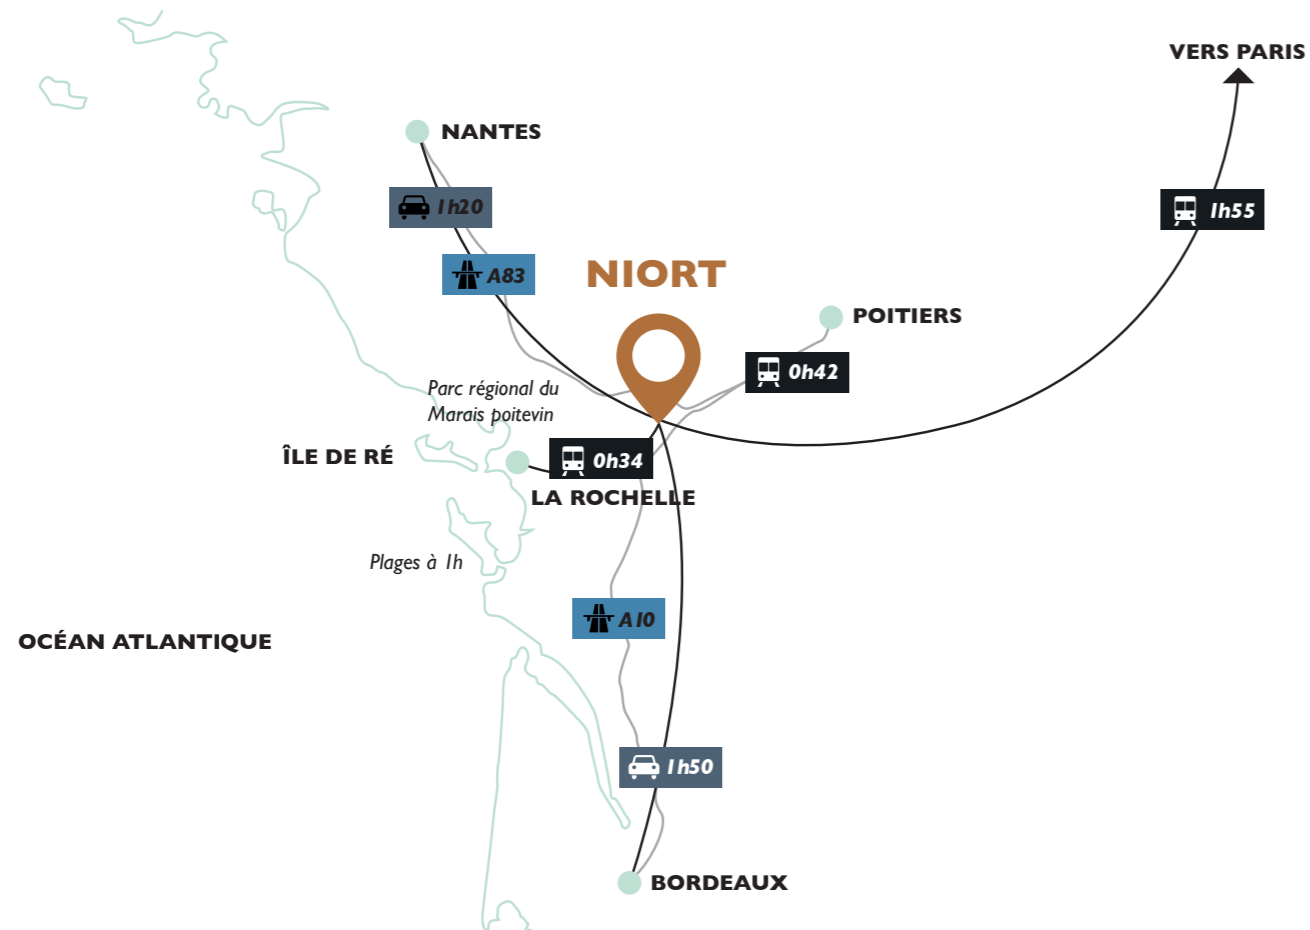 VERS PARIS
NANTES
1h20
1h55
A83
NIORT
POITIERS
0h42
Parc régional du
Marais poitevin
ÎLE DE RÉ
0h34
LA ROCHELLE
Plages à 1h
A10
OCÉAN ATLANTIQUE
1h50
BORDEAUX